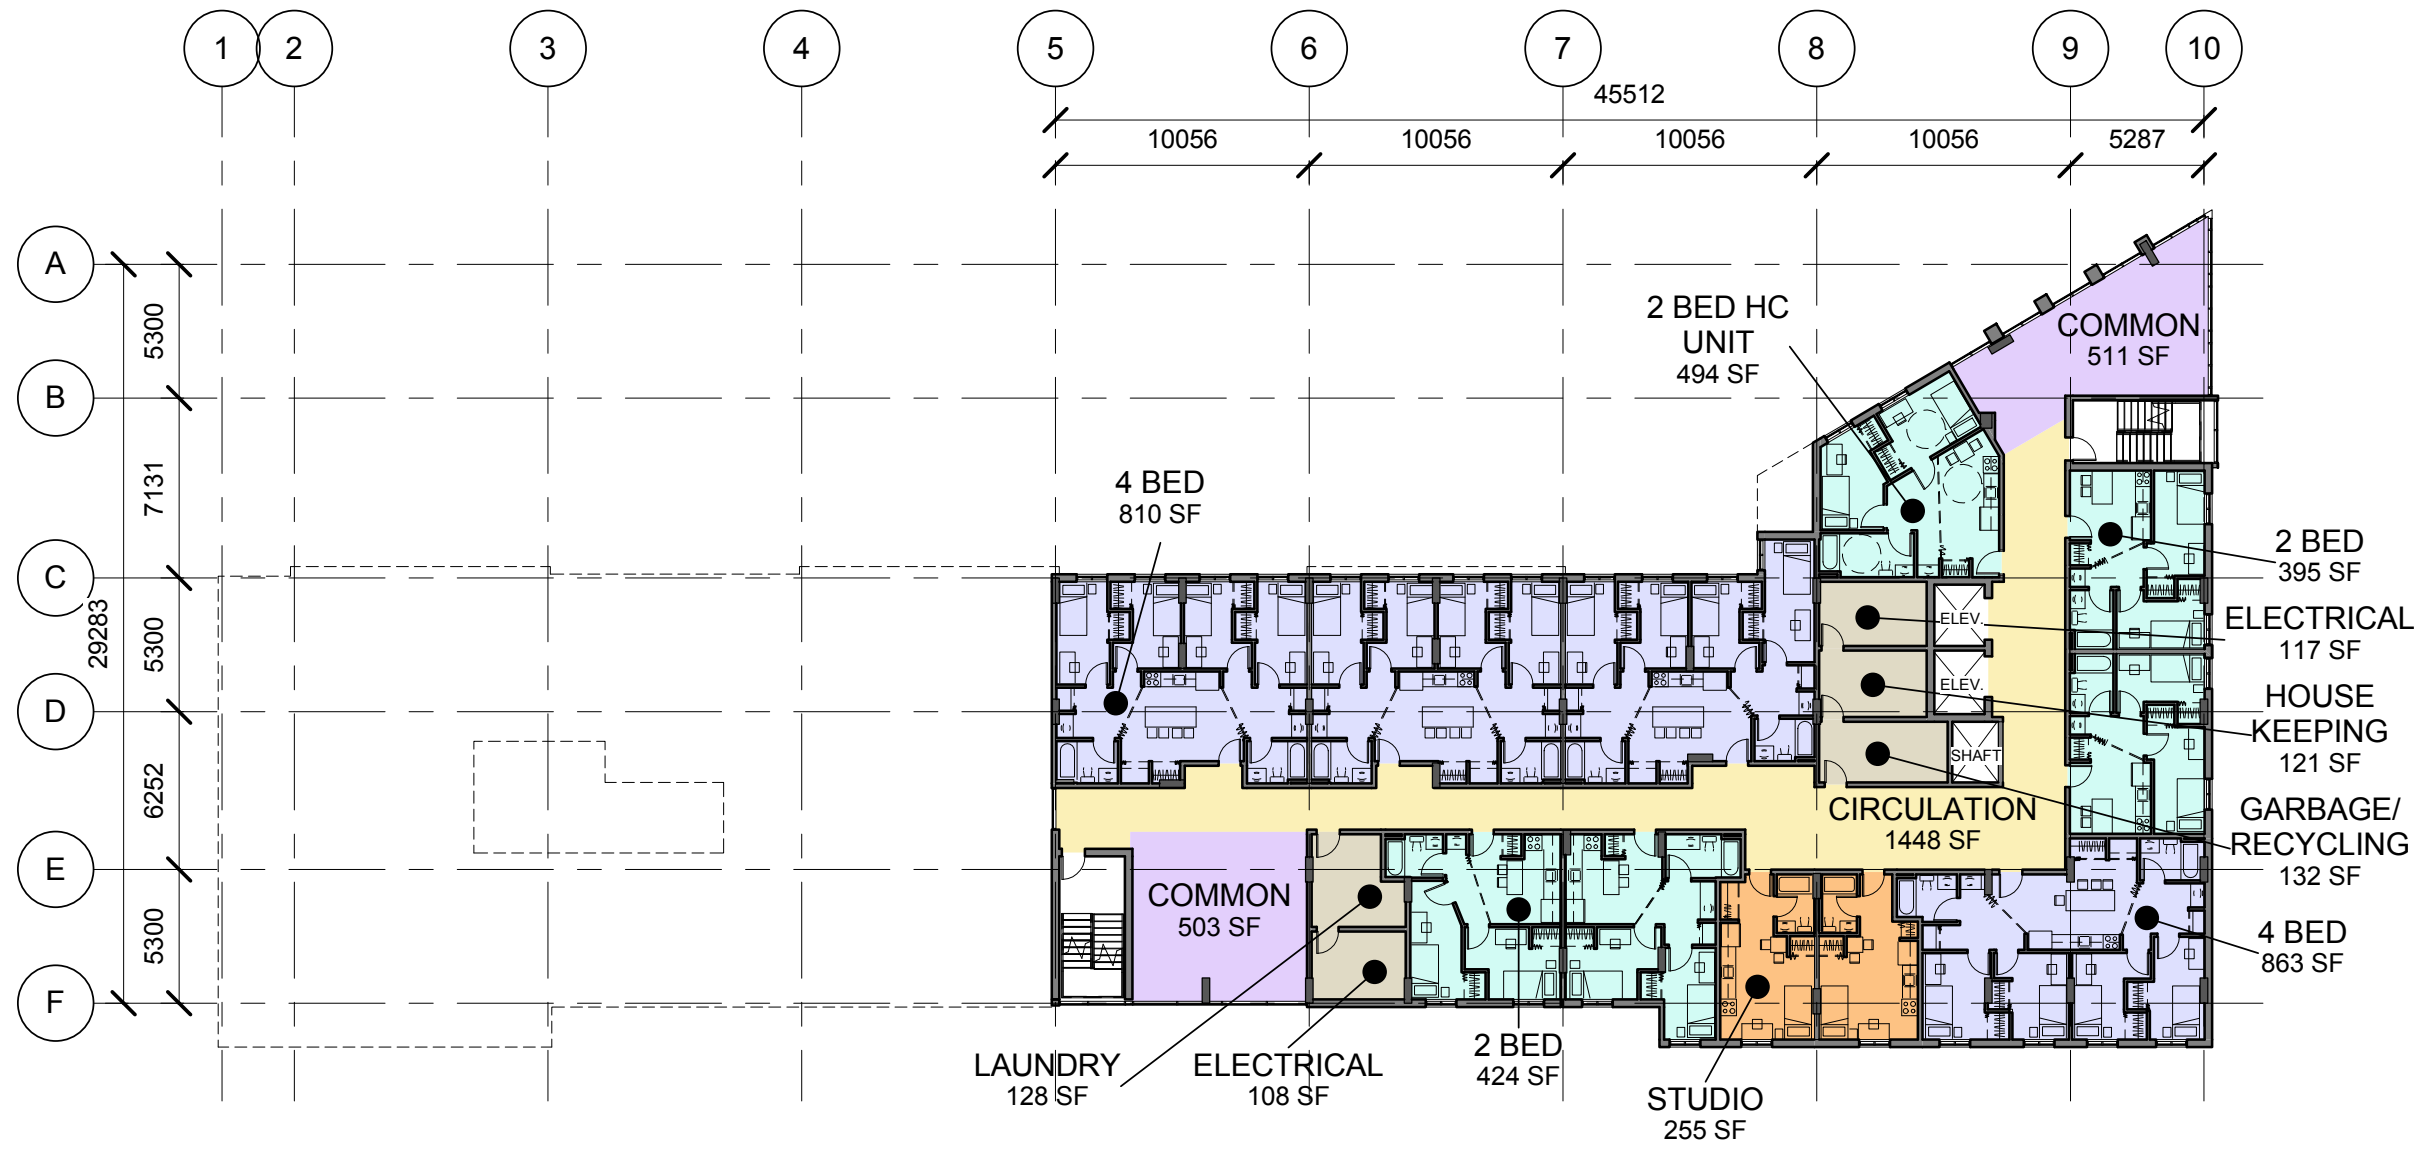 1
2
3
4
5
6
7
8
9
10
45512
10056
10056
10056
10056
5287
A
B
C
D
E
F
5300
7131
5300
6252
5300
29283
2 BED HC
UNIT
494 SF
COMMON
511 SF
4 BED
810 SF
2 BED
395 SF
ELEV.
ELECTRICAL
117 SF
ELEV.
HOUSE
KEEPING
121 SF
SHAFT
CIRCULATION
1448 SF
GARBAGE/
RECYCLING
132 SF
COMMON
503 SF
4 BED
863 SF
LAUNDRY
128 SF
ELECTRICAL
108 SF
2 BED
424 SF
STUDIO
255 SF